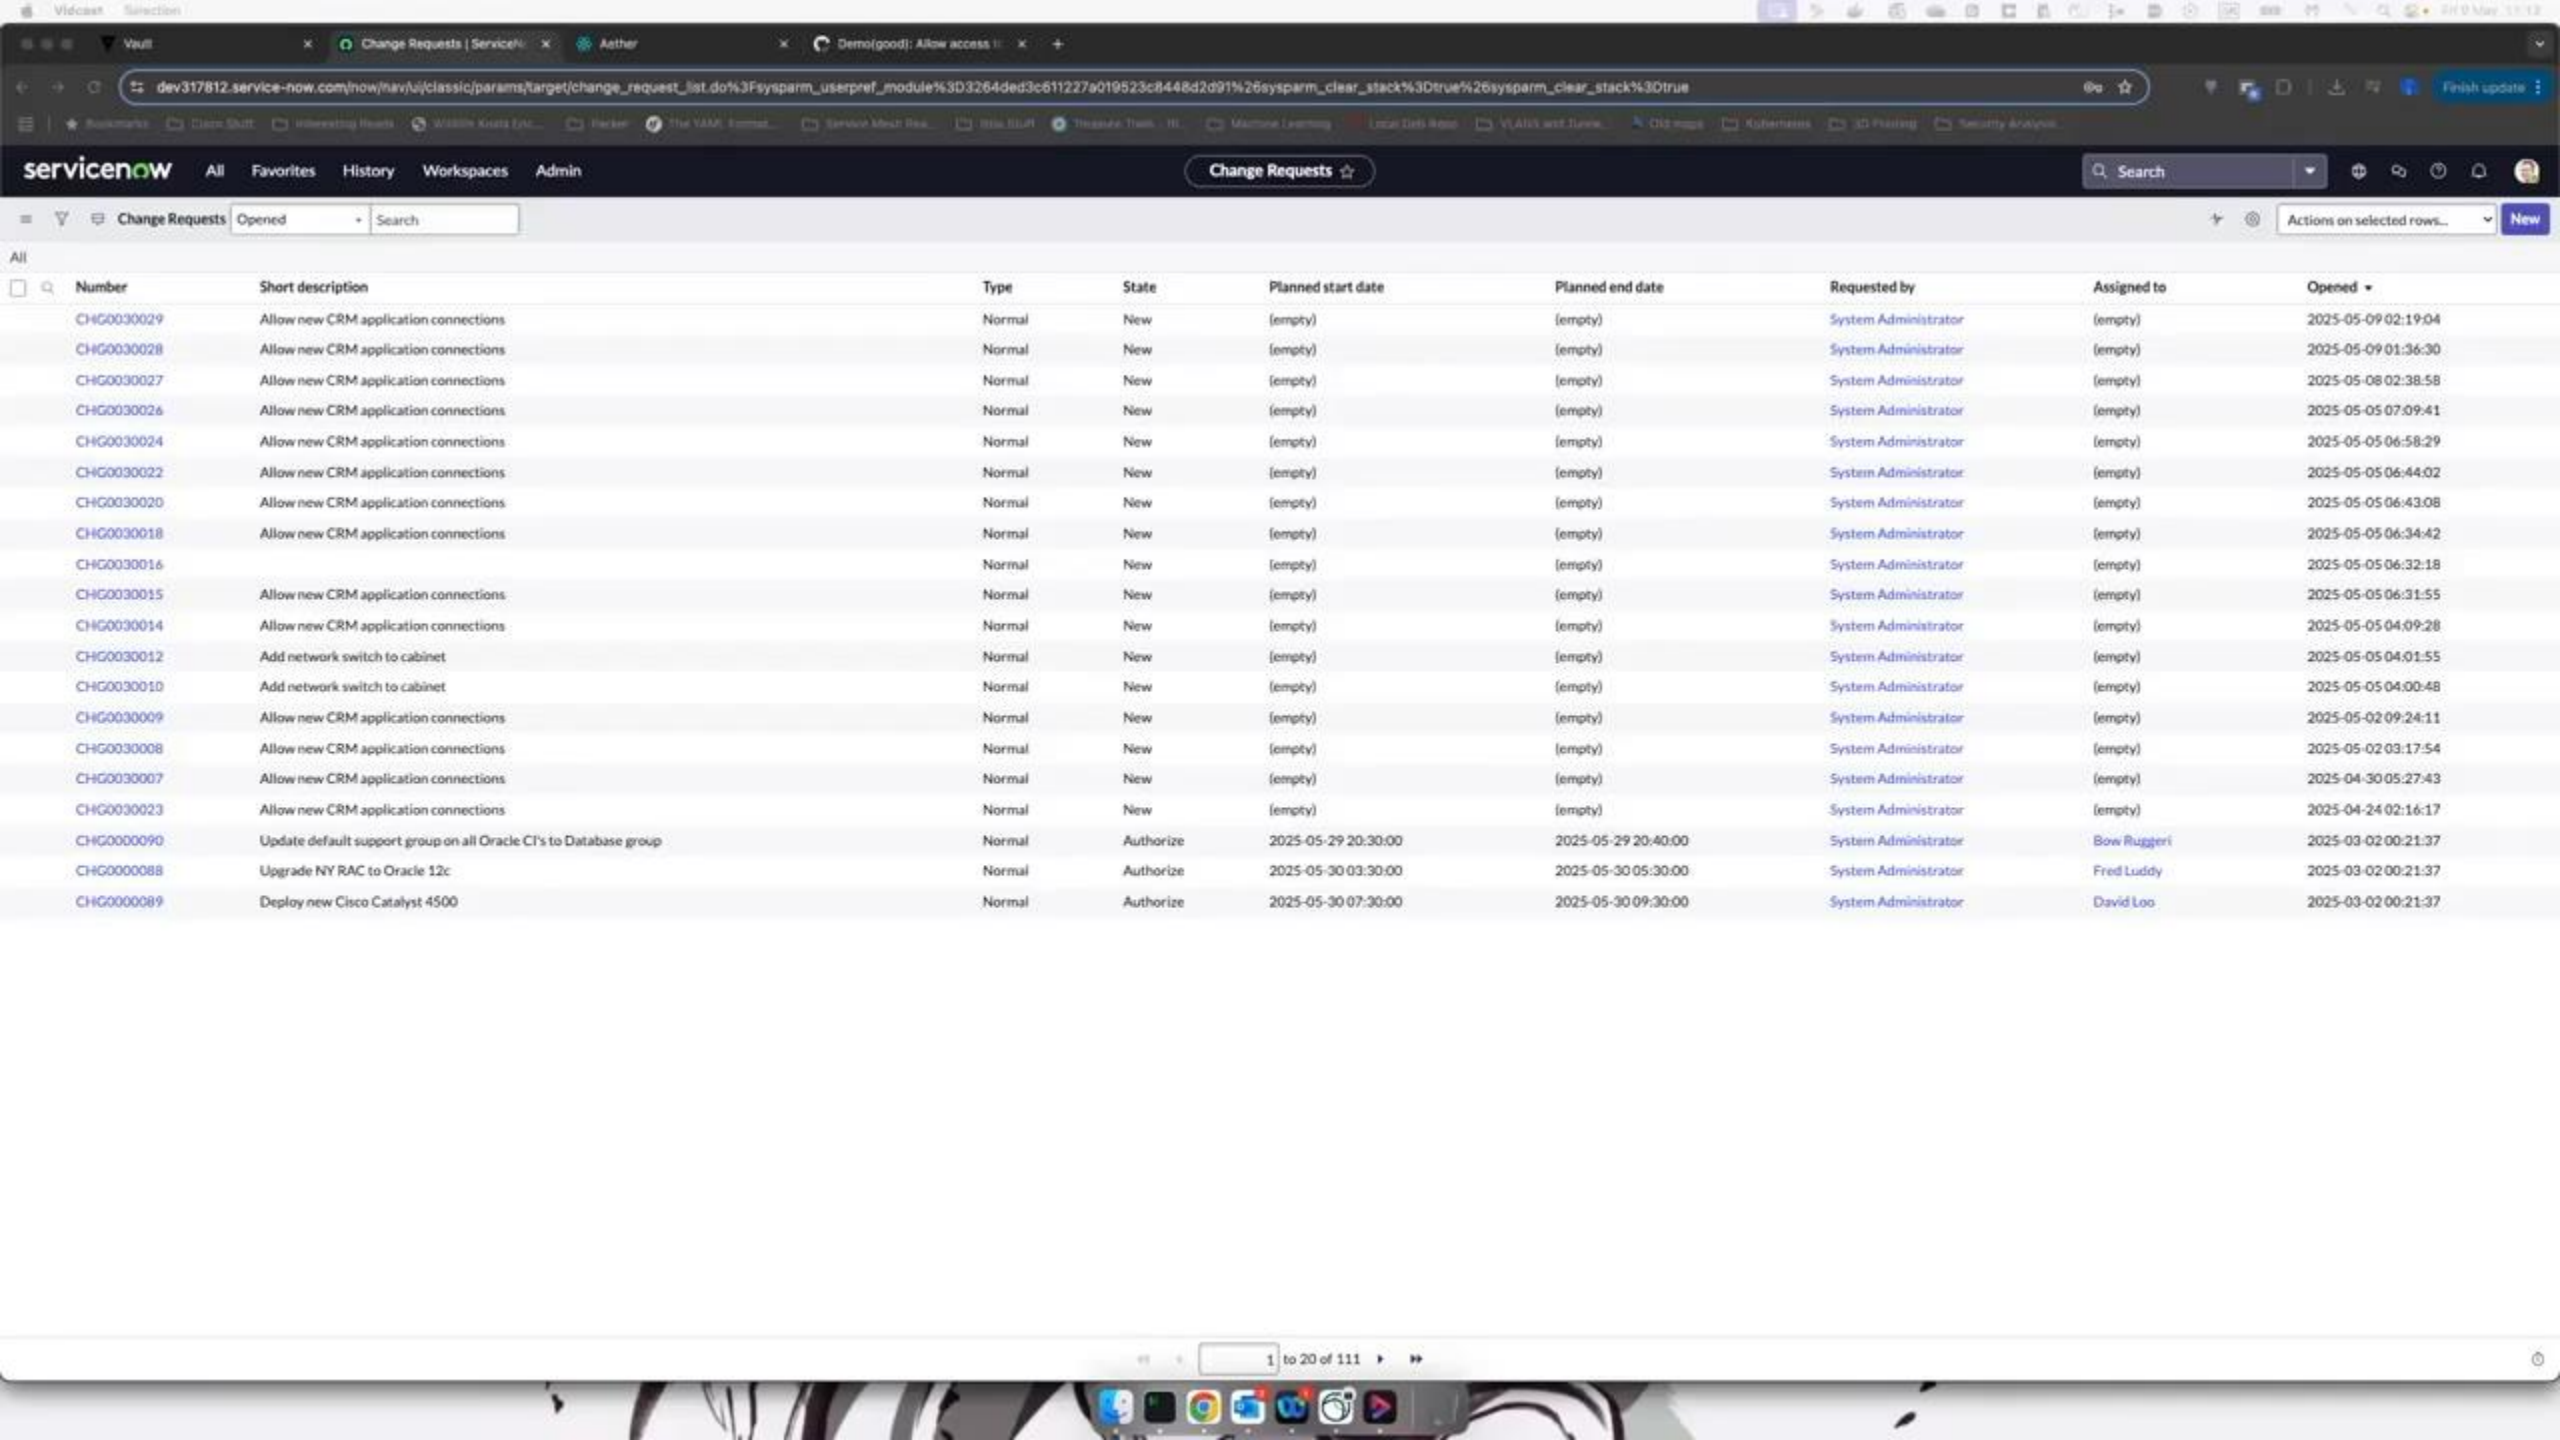 Vidcast Selection
Vault Change Requests | ServiceN Aether Demo(good): Allow access t
dev317812.service-now.com/now/nav/ui/classic/params/target/change_request_list.do%3Fsysparm_userpref_module%3D3264ded3c611227a019523c8448d2d91%26sysparm_clear_stack%3Dtrue%26sysparm_clear_stack%3Dtrue Finish update
Bookmarks Cisco Stuff Interesting Reads Packer The YAML Format... Machine Learning Old maps Kubernetes 3D Printing Security Analysis
servicenow All Favorites History Workspaces Admin Change Requests Search
Change Requests Opened Search Actions on selected rows... New
All
Number Short description Type State Planned start date Planned end date Requested by Assigned to Opened
CHG0030029 Allow new CRM application connections Normal New (empty) (empty) System Administrator (empty) 2025-05-09 02:19:04
CHG0030028 Allow new CRM application connections Normal New (empty) (empty) System Administrator (empty) 2025-05-09 01:36:30
CHG0030027 Allow new CRM application connections Normal New (empty) (empty) System Administrator (empty) 2025-05-08 02:38:58
CHG0030026 Allow new CRM application connections Normal New (empty) (empty) System Administrator (empty) 2025-05-05 07:09:41
CHG0030024 Allow new CRM application connections Normal New (empty) (empty) System Administrator (empty) 2025-05-05 06:58:29
CHG0030022 Allow new CRM application connections Normal New (empty) (empty) System Administrator (empty) 2025-05-05 06:44:02
CHG0030020 Allow new CRM application connections Normal New (empty) (empty) System Administrator (empty) 2025-05-05 06:43:08
CHG0030018 Allow new CRM application connections Normal New (empty) (empty) System Administrator (empty) 2025-05-05 06:34:42
CHG0030016 Normal New (empty) (empty) System Administrator (empty) 2025-05-05 06:32:18
CHG0030015 Allow new CRM application connections Normal New (empty) (empty) System Administrator (empty) 2025-05-05 06:31:55
CHG0030014 Allow new CRM application connections Normal New (empty) (empty) System Administrator (empty) 2025-05-05 04:09:28
CHG0030012 Add network switch to cabinet Normal New (empty) (empty) System Administrator (empty) 2025-05-05 04:01:55
CHG0030010 Add network switch to cabinet Normal New (empty) (empty) System Administrator (empty) 2025-05-05 04:00:48
CHG0030009 Allow new CRM application connections Normal New (empty) (empty) System Administrator (empty) 2025-05-02 09:24:11
CHG0030008 Allow new CRM application connections Normal New (empty) (empty) System Administrator (empty) 2025-05-02 03:17:54
CHG0030007 Allow new CRM application connections Normal New (empty) (empty) System Administrator (empty) 2025-04-30 05:27:43
CHG0030023 Allow new CRM application connections Normal New (empty) (empty) System Administrator (empty) 2025-04-24 02:16:17
CHG0000090 Update default support group on all Oracle CI's to Database group Normal Authorize 2025-05-29 20:30:00 2025-05-29 20:40:00 System Administrator Bow Ruggeri 2025-03-02 00:21:37
CHG0000088 Upgrade NY RAC to Oracle 12c Normal Authorize 2025-05-30 03:30:00 2025-05-30 05:30:00 System Administrator Fred Luddy 2025-03-02 00:21:37
CHG0000089 Deploy new Cisco Catalyst 4500 Normal Authorize 2025-05-30 07:30:00 2025-05-30 09:30:00 System Administrator David Loo 2025-03-02 00:21:37
1 to 20 of 111